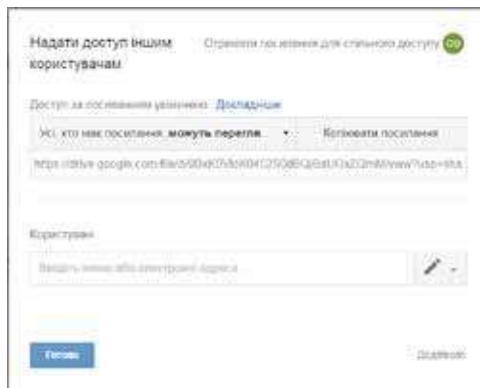 Надати доступ іншим користувачам
Отримати посилання для спільного доступу
Доступ за посиланням увімкнено Докладніше
Усі, хто має посилання, можуть перегля...
Копіювати посилання
Користувачі
Введіть імена або електронні адреси...
Готово
Додатково